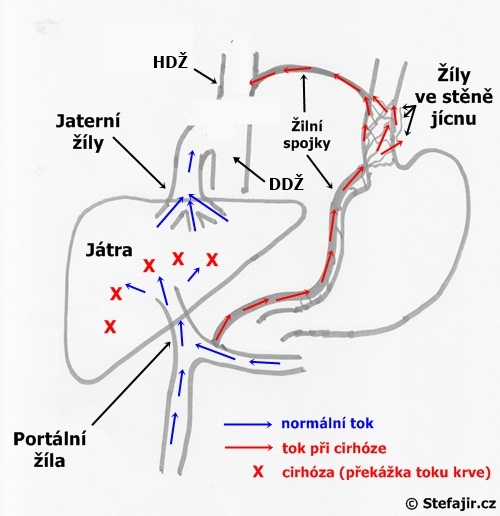 HDŽ
Žíly
ve stěně
jícnu
Jaterní
žíly
Žilní
spojky
DDŽ
Játra
X
X
X
X
X
Portální
žíla
normální tok
tok při cirhóze
X cirhóza (překážka toku krve)
© Stefajir.cz